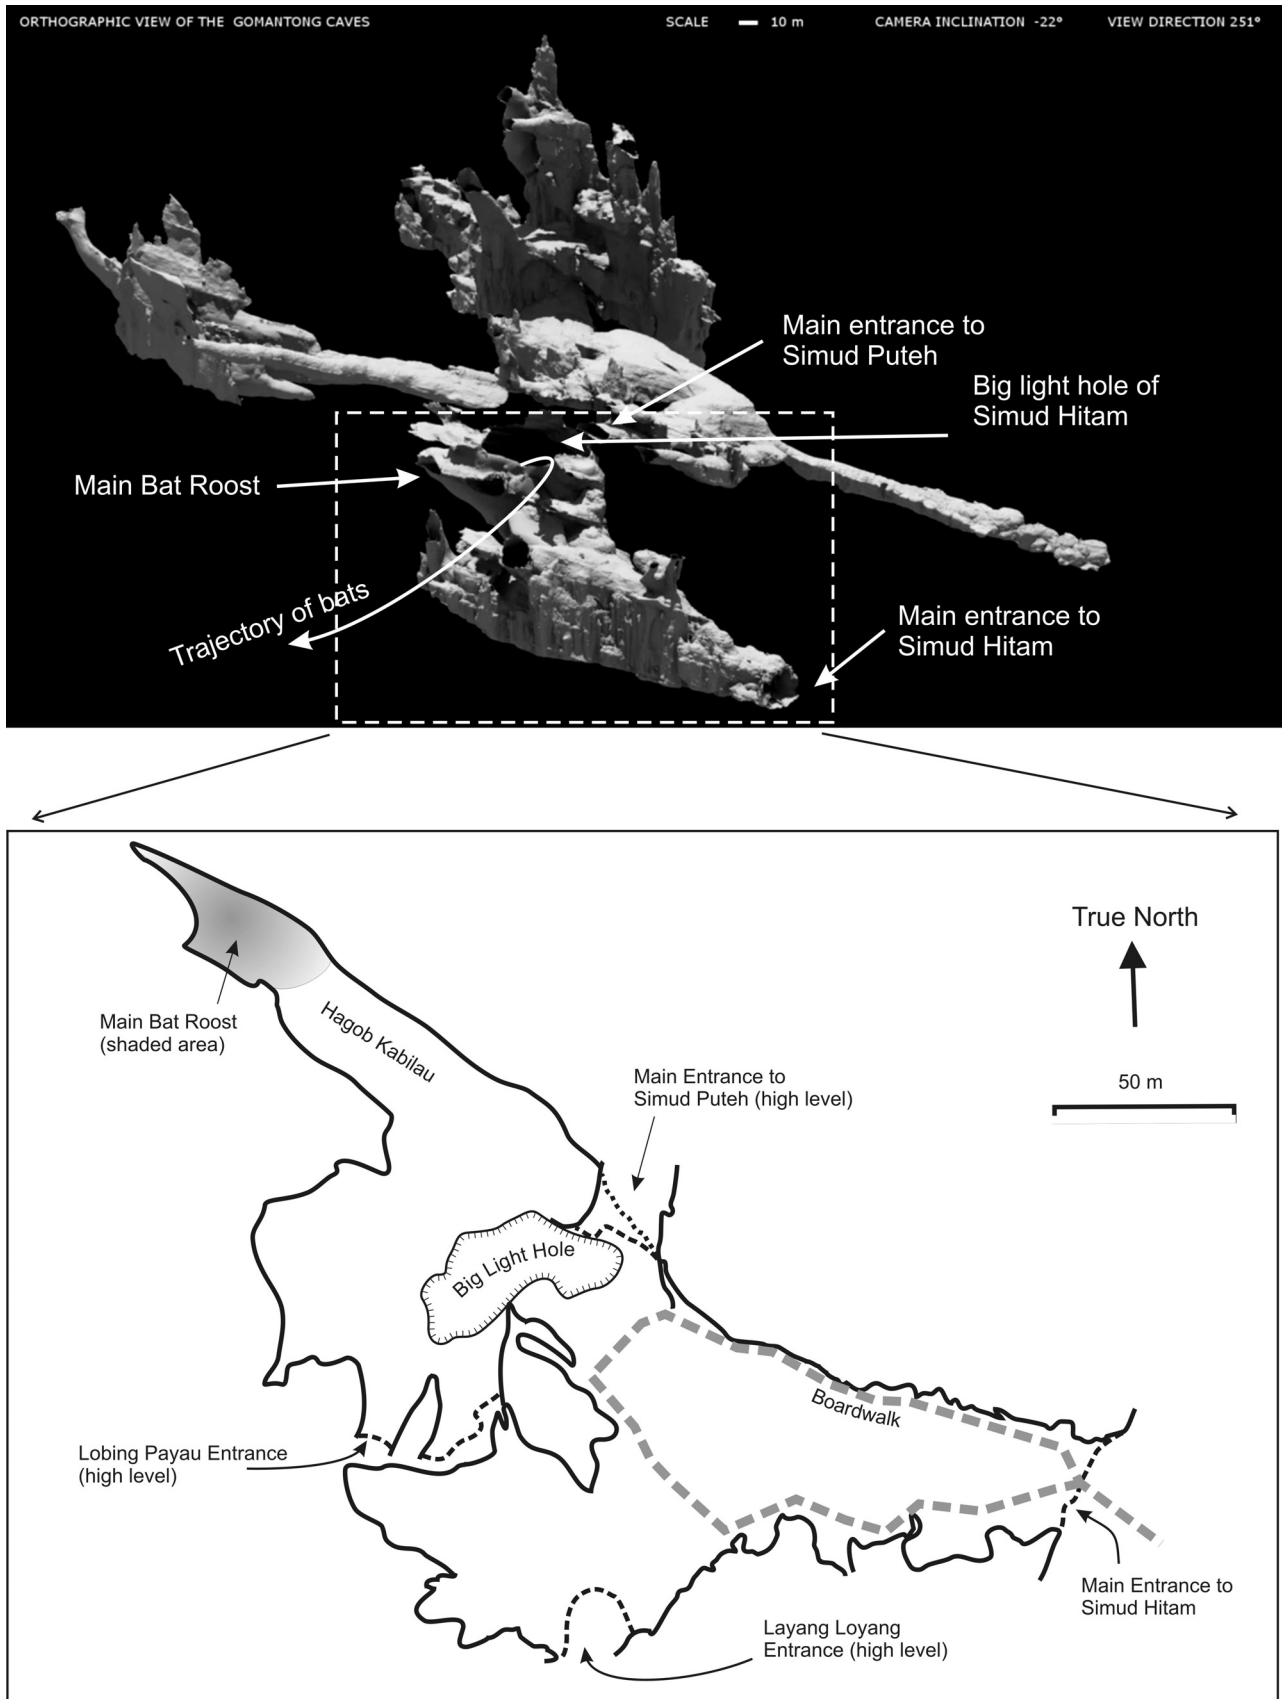 ORTHOGRAPHIC VIEW OF THE GOMANTONG CAVES
SCALE 10 m
CAMERA INCLINATION -22°
VIEW DIRECTION 251°
Main entrance to
Simud Puteh
Big light hole of
Simud Hitam
Main Bat Roost
Trajectory of bats
Main entrance to
Simud Hitam
True North
50 m
Main Bat Roost
(shaded area)
Hagob Kabilau
Main Entrance to
Simud Puteh (high level)
Big Light Hole
Boardwalk
Lobing Payau Entrance
(high level)
Main Entrance to
Simud Hitam
Layang Loyang
Entrance (high level)